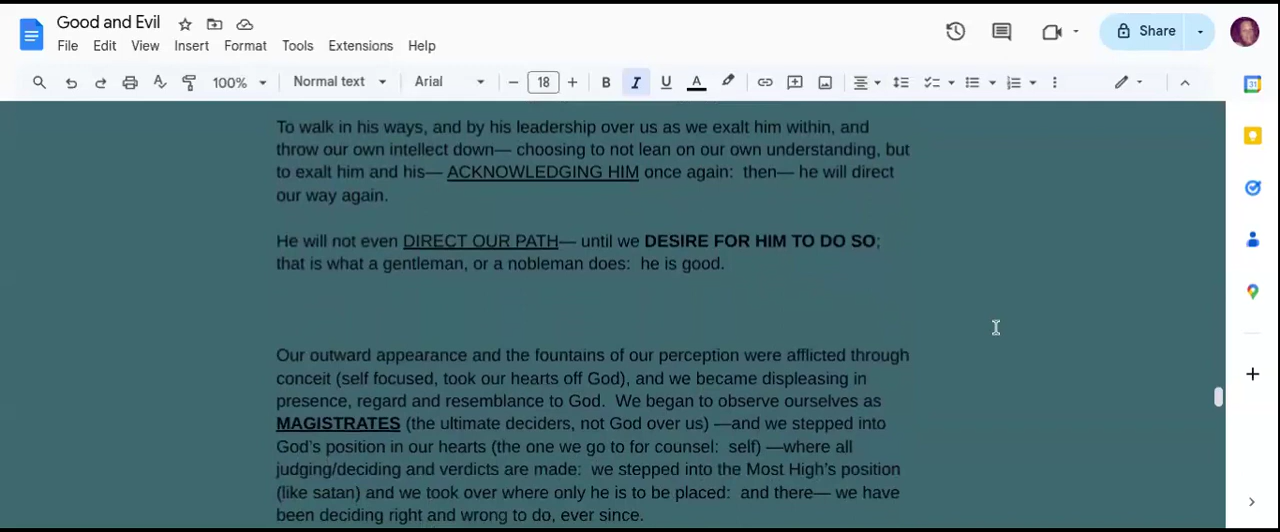 Good and Evil
File Edit View Insert Format Tools Extensions Help
Share
100% Normal text Arial − 18 + B I U A
31
To walk in his ways, and by his leadership over us as we exalt him within, and
throw our own intellect down— choosing to not lean on our own understanding, but
to exalt him and his— ACKNOWLEDGING HIM once again:  then— he will direct
our way again.
He will not even DIRECT OUR PATH— until we DESIRE FOR HIM TO DO SO;
that is what a gentleman, or a nobleman does:  he is good.
Our outward appearance and the fountains of our perception were afflicted through
conceit (self focused, took our hearts off God), and we became displeasing in
presence, regard and resemblance to God.  We began to observe ourselves as
MAGISTRATES (the ultimate deciders, not God over us) —and we stepped into
God's position in our hearts (the one we go to for counsel:  self) —where all
judging/deciding and verdicts are made:  we stepped into the Most High's position
(like satan) and we took over where only he is to be placed:  and there— we have
been deciding right and wrong to do, ever since.